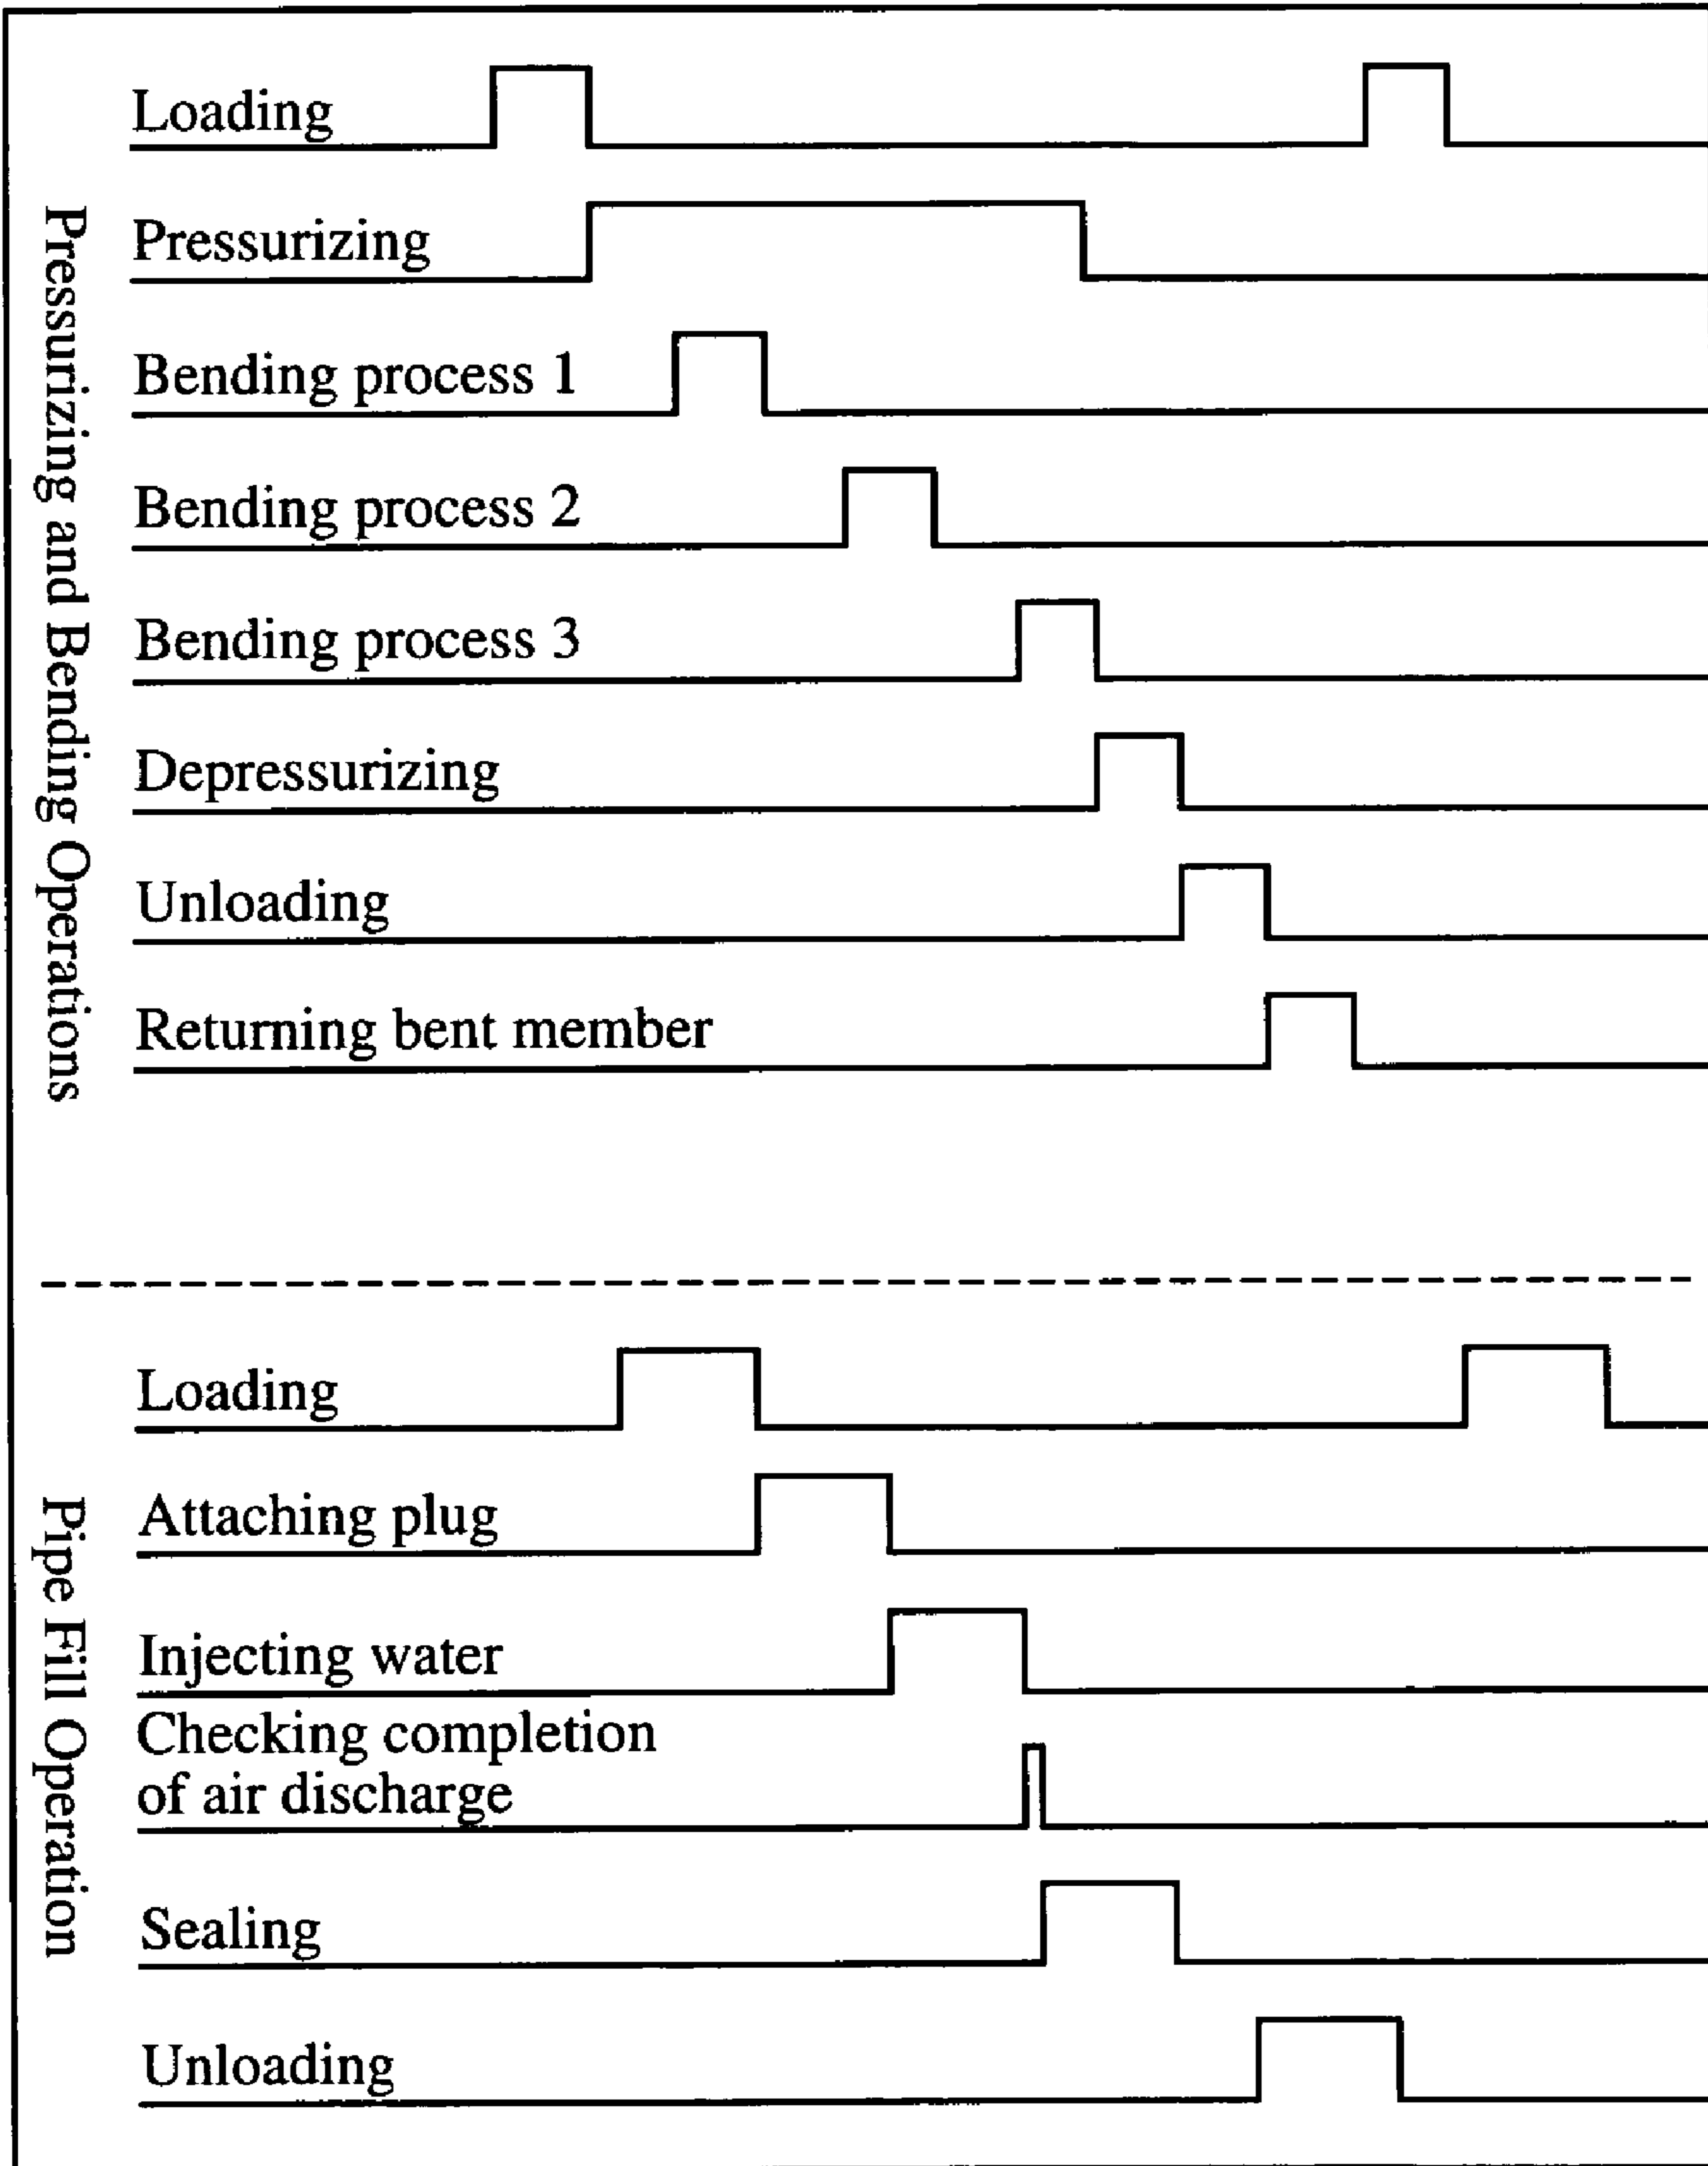 Pressurizing and Bending Operations
Loading
Pressurizing
Bending process 1
Bending process 2
Bending process 3
Depressurizing
Unloading
Returning bent member
Pipe Fill Operation
Loading
Attaching plug
Injecting water
Checking completion
of air discharge
Sealing
Unloading